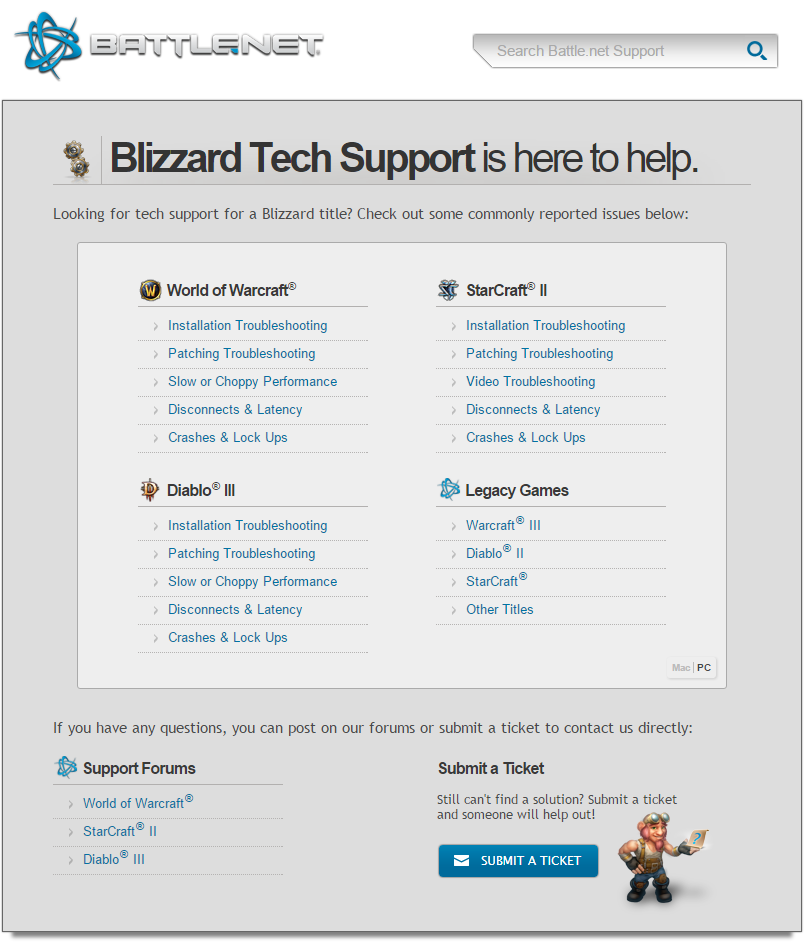 BATTLE.NET®
Search Battle.net Support
Blizzard Tech Support is here to help.
Looking for tech support for a Blizzard title? Check out some commonly reported issues below:
World of Warcraft®
Installation Troubleshooting
Patching Troubleshooting
Slow or Choppy Performance
Disconnects & Latency
Crashes & Lock Ups
StarCraft® II
Installation Troubleshooting
Patching Troubleshooting
Video Troubleshooting
Disconnects & Latency
Crashes & Lock Ups
Diablo® III
Installation Troubleshooting
Patching Troubleshooting
Slow or Choppy Performance
Disconnects & Latency
Crashes & Lock Ups
Legacy Games
Warcraft® III
Diablo® II
StarCraft®
Other Titles
Mac | PC
If you have any questions, you can post on our forums or submit a ticket to contact us directly:
Support Forums
World of Warcraft®
StarCraft® II
Diablo® III
Submit a Ticket
Still can't find a solution? Submit a ticket
and someone will help out!
SUBMIT A TICKET
?